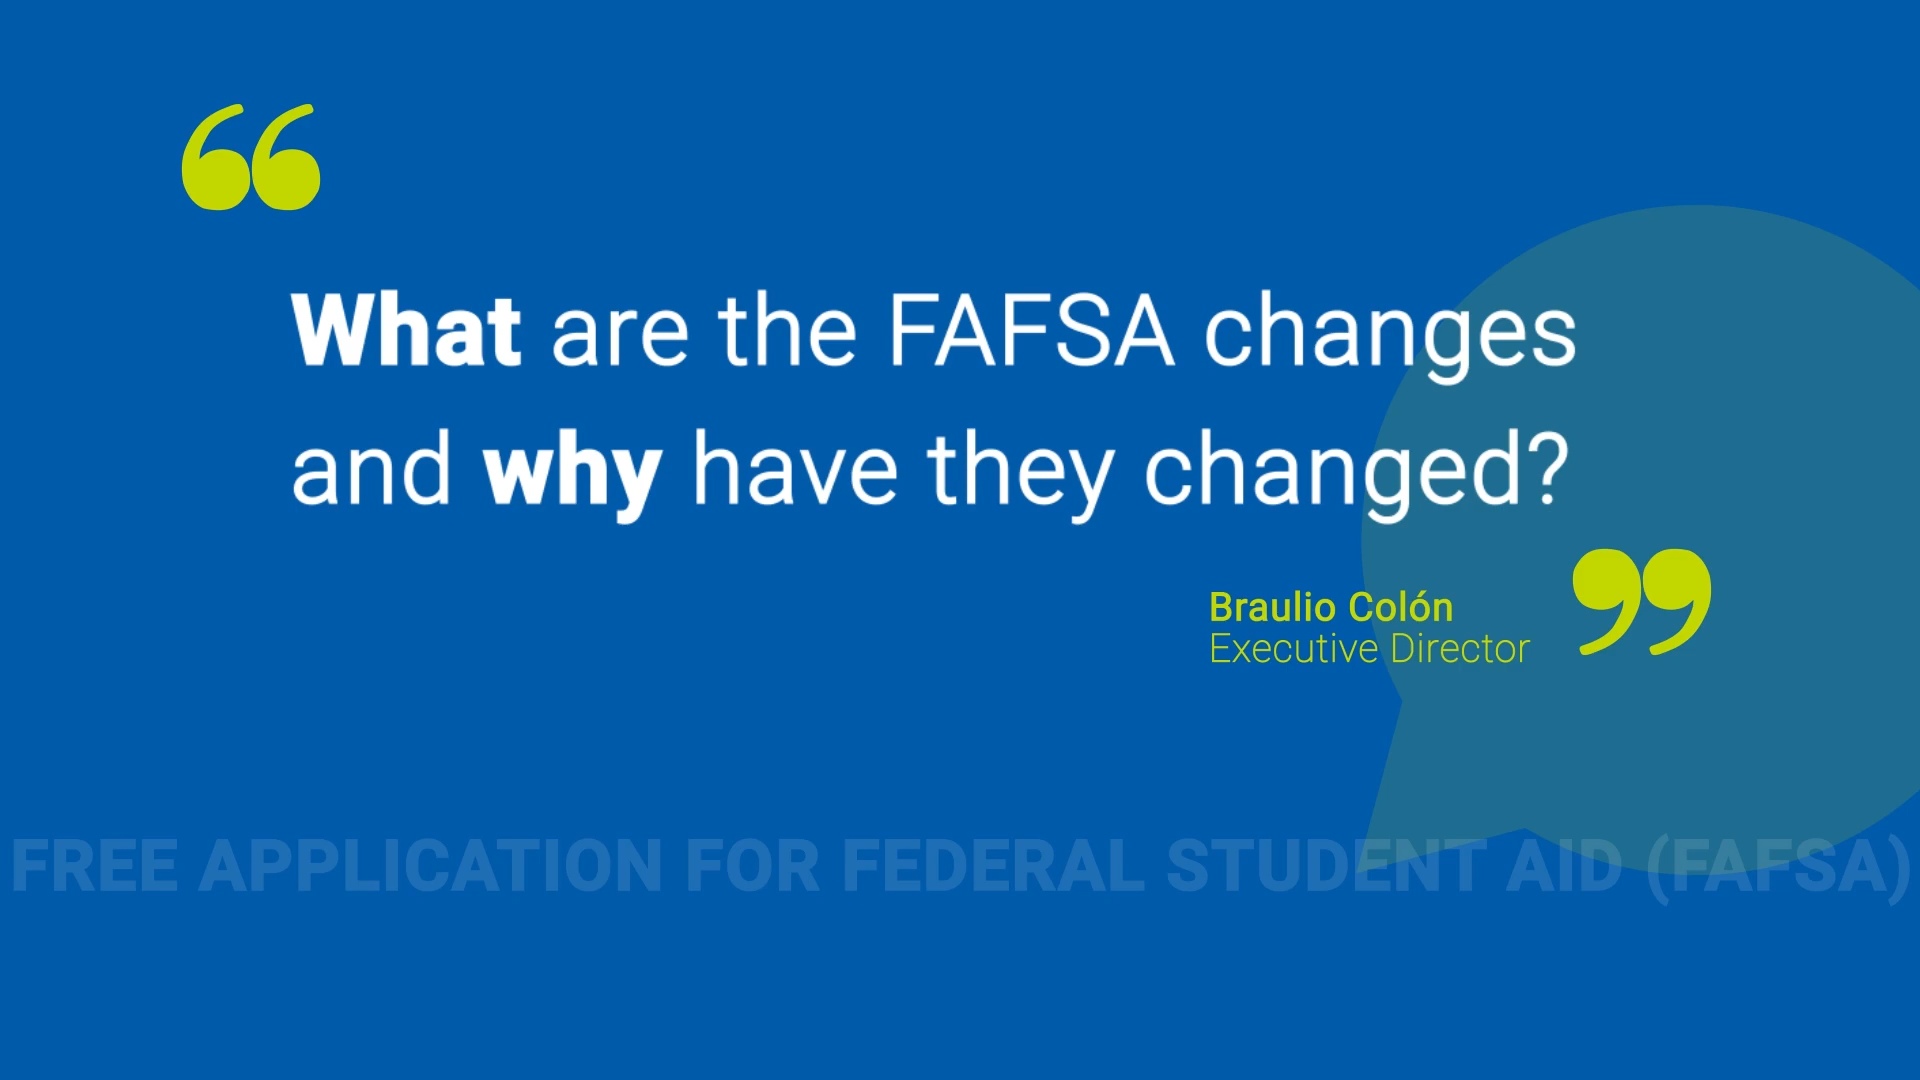 “
What are the FAFSA changes
and why have they changed?
”
Braulio Colón
Executive Director
FREE APPLICATION FOR FEDERAL STUDENT AID (FAFSA)